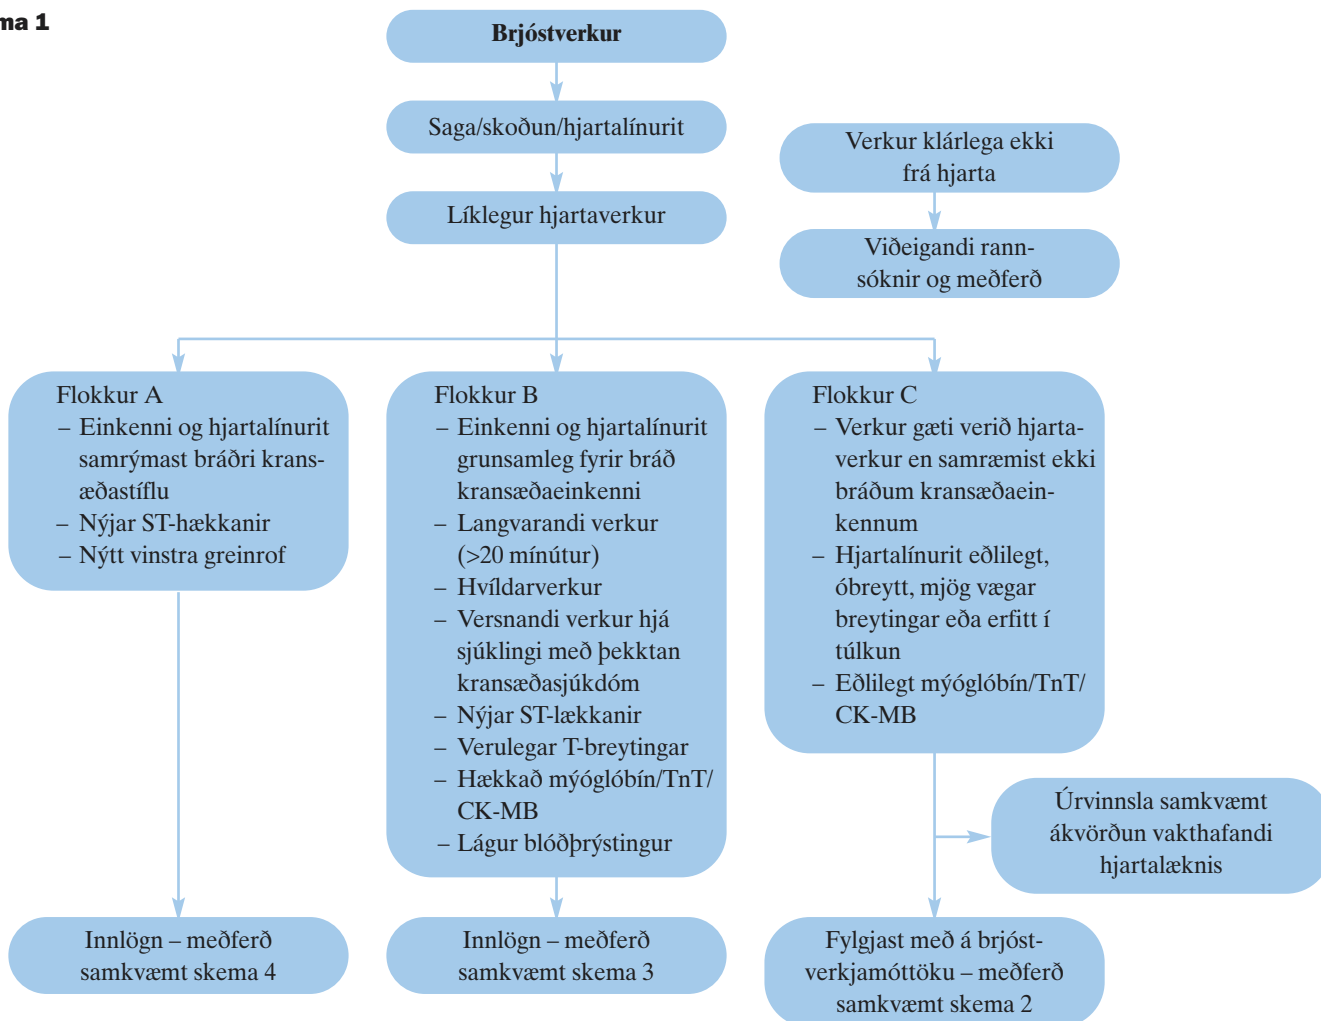 ma 1
Brjóstverkur
Saga/skoðun/hjartalínurit
Líklegur hjartaverkur
Verkur klárlega ekki
frá hjarta
Viðeigandi rann-
sóknir og meðferð
Flokkur A
– Einkenni og hjartalínurit
samrýmast bráðri krans-
æðastíflu
– Nýjar ST-hækkanir
– Nýtt vinstra greinrof
Flokkur B
– Einkenni og hjartalínurit
grunsamleg fyrir bráð
kransæðaeinkenni
– Langvarandi verkur
(>20 mínútur)
– Hvíldarverkur
– Versnandi verkur hjá
sjúklingi með þekktan
kransæðasjúkdóm
– Nýjar ST-lækkanir
– Verulegar T-breytingar
– Hækkað mýóglóbín/TnT/
CK-MB
– Lágur blóðþrýstingur
Flokkur C
– Verkur gæti verið hjarta-
verkur en samræmist ekki
bráðum kransæðaein-
kennum
– Hjartalínurit eðlilegt,
óbreytt, mjög vægar
breytingar eða erfitt í
túlkun
– Eðlilegt mýóglóbín/TnT/
CK-MB
Úrvinnsla samkvæmt
ákvörðun vakthafandi
hjartalæknis
Innlögn – meðferð
samkvæmt skema 4
Innlögn – meðferð
samkvæmt skema 3
Fylgjast með á brjóst-
verkjamóttöku – meðferð
samkvæmt skema 2